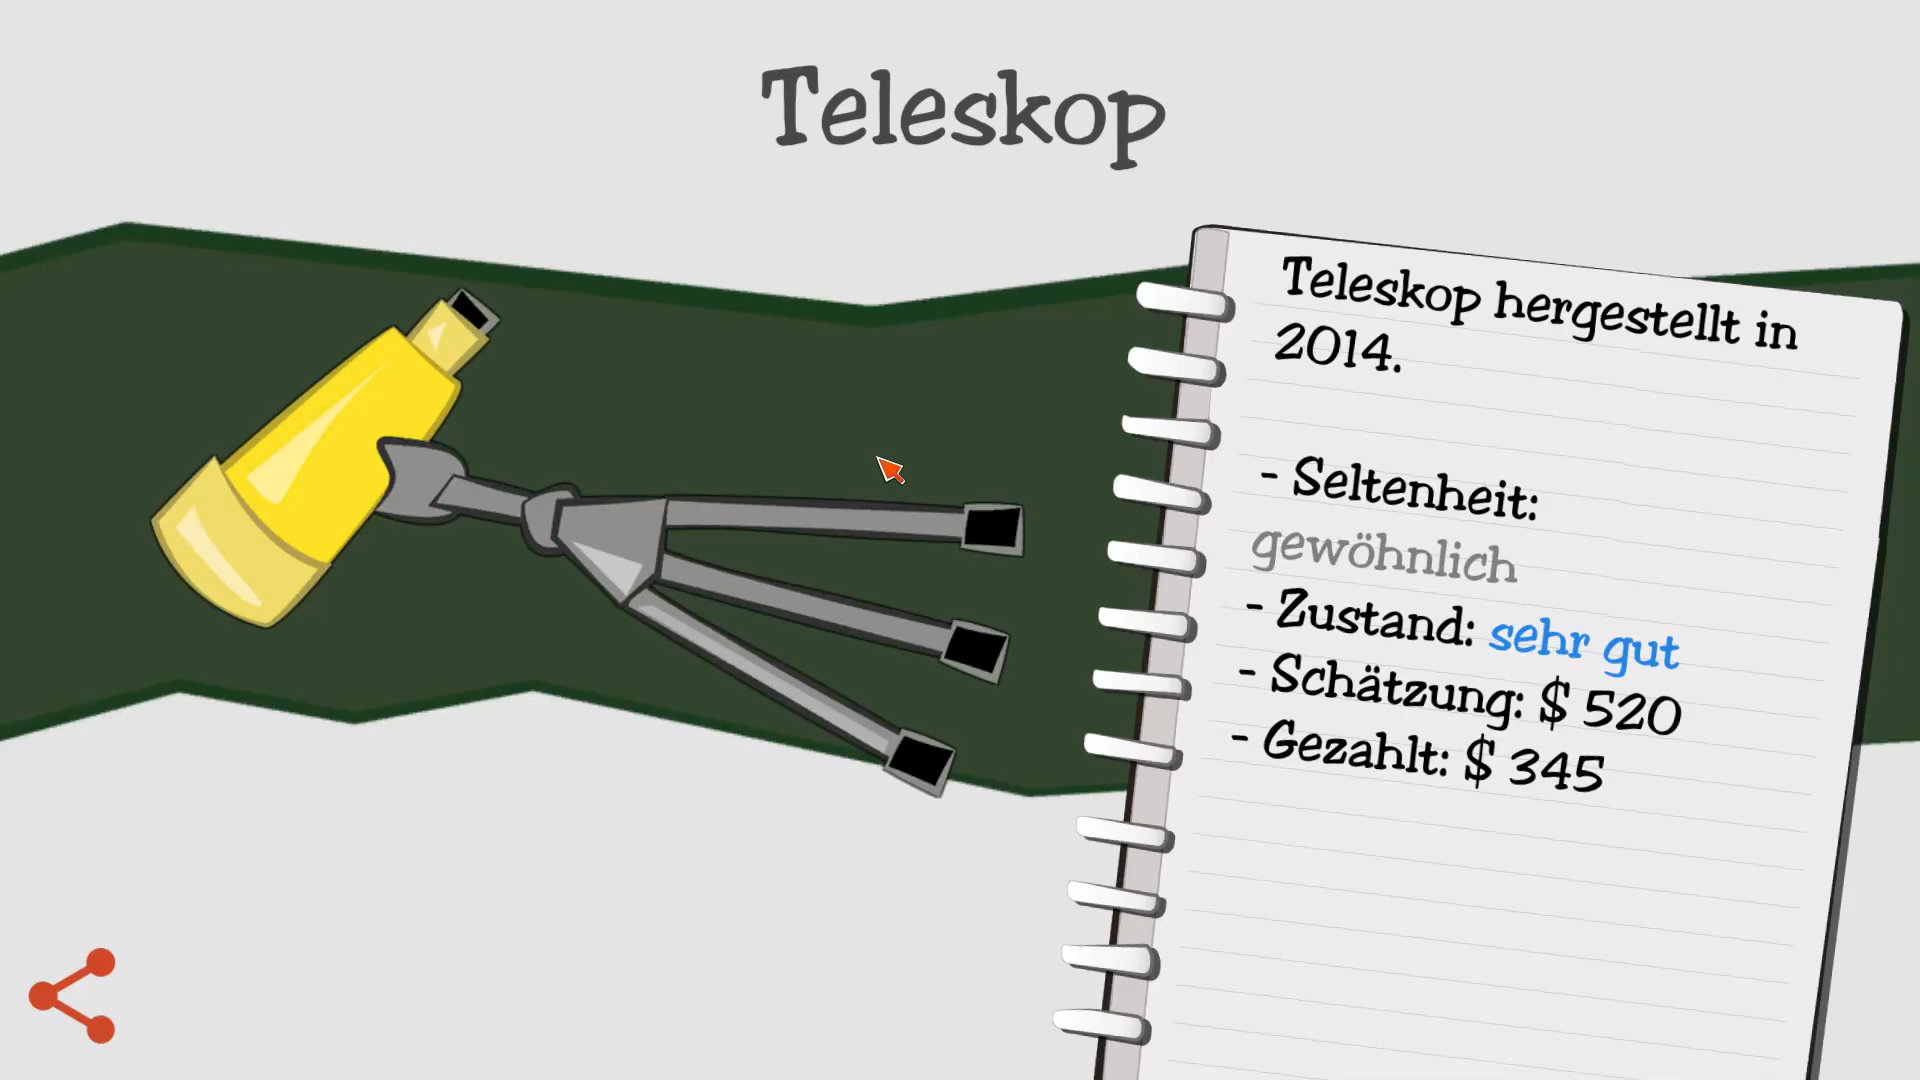 Teleskop
Teleskop hergestellt in
2014.
- Seltenheit:
gewöhnlich
- Zustand: sehr gut
- Schätzung: $ 520
- Gezahlt: $ 345